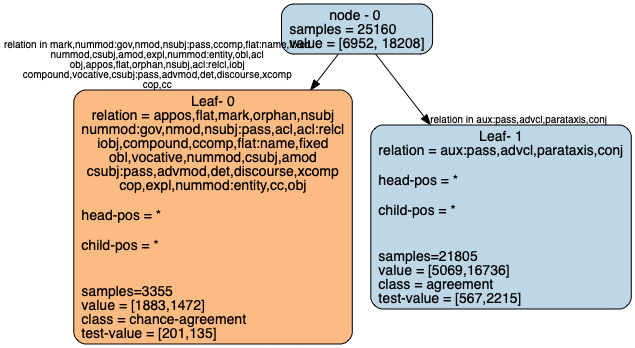 node - 0
samples = 25160
value = [6952, 18208]
relation in mark,nummod:gov,nmod,nsubj:pass,ccomp,flat:name,fixed
nummod,csubj,amod,expl,nummod:entity,obl,acl
obj,appos,flat,orphan,nsubj,acl:relcl,iobj
compound,vocative,csubj:pass,advmod,det,discourse,xcomp
cop,cc
relation in aux:pass,advcl,parataxis,conj
Leaf- 0
relation = appos,flat,mark,orphan,nsubj
nummod:gov,nmod,nsubj:pass,acl,acl:relcl
iobj,compound,ccomp,flat:name,fixed
obl,vocative,nummod,csubj,amod
csubj:pass,advmod,det,discourse,xcomp
cop,expl,nummod:entity,cc,obj
head-pos = *
child-pos = *
samples=3355
value = [1883,1472]
class = chance-agreement
test-value = [201,135]
Leaf- 1
relation = aux:pass,advcl,parataxis,conj
head-pos = *
child-pos = *
samples=21805
value = [5069,16736]
class = agreement
test-value = [567,2215]